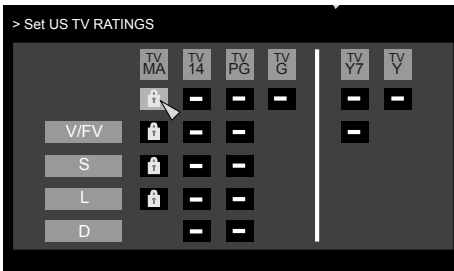 > Set US TV RATINGS
TV MA TV 14 TV PG TV G TV Y7 TV Y
V/FV
S
L
D